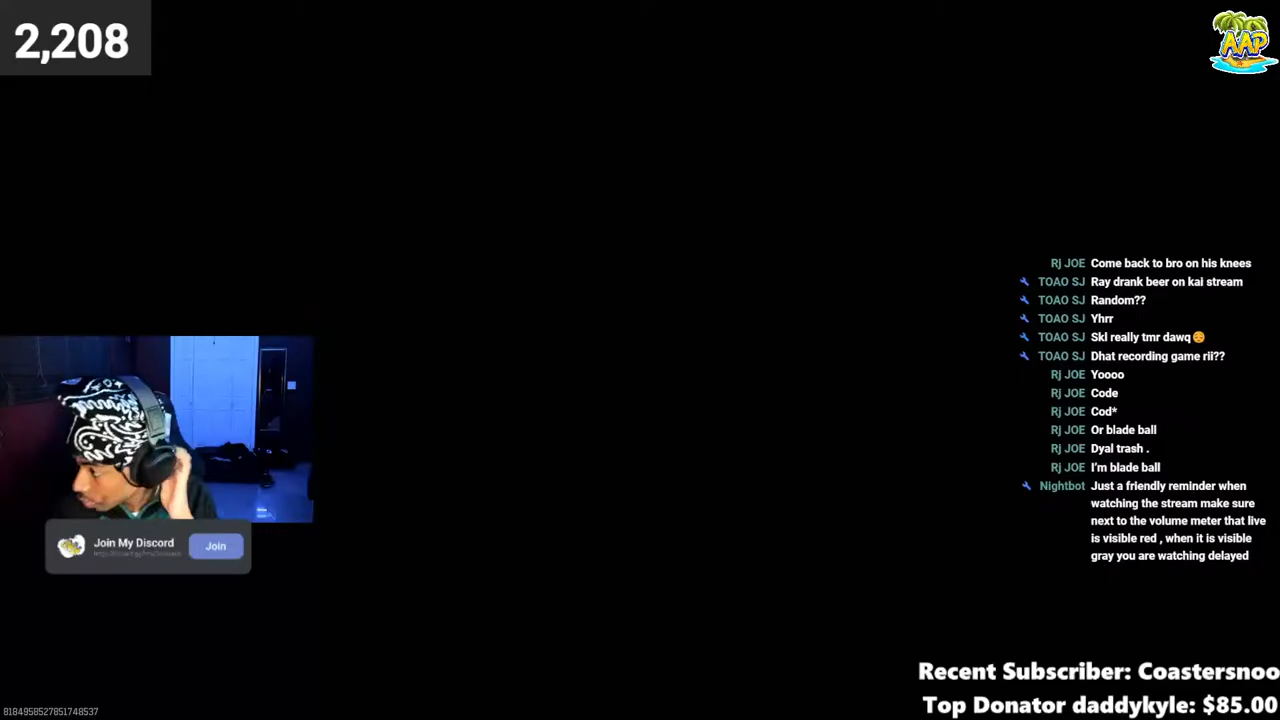 2,208
AAP
Rj JOE Come back to bro on his knees
TOAO SJ Ray drank beer on kai stream
TOAO SJ Random??
TOAO SJ Yhrr
TOAO SJ Skl really tmr dawq😌
TOAO SJ Dhat recording game rii??
Rj JOE Yoooo
Rj JOE Code
Rj JOE Cod*
Rj JOE Or blade ball
Rj JOE Dyal trash .
Rj JOE I'm blade ball
Nightbot Just a friendly reminder when
watching the stream make sure
next to the volume meter that live
is visible red , when it is visible
gray you are watching delayed
Join My Discord
Join
Recent Subscriber: Coastersnoo
Top Donator daddykyle: $85.00
8184958527851748537